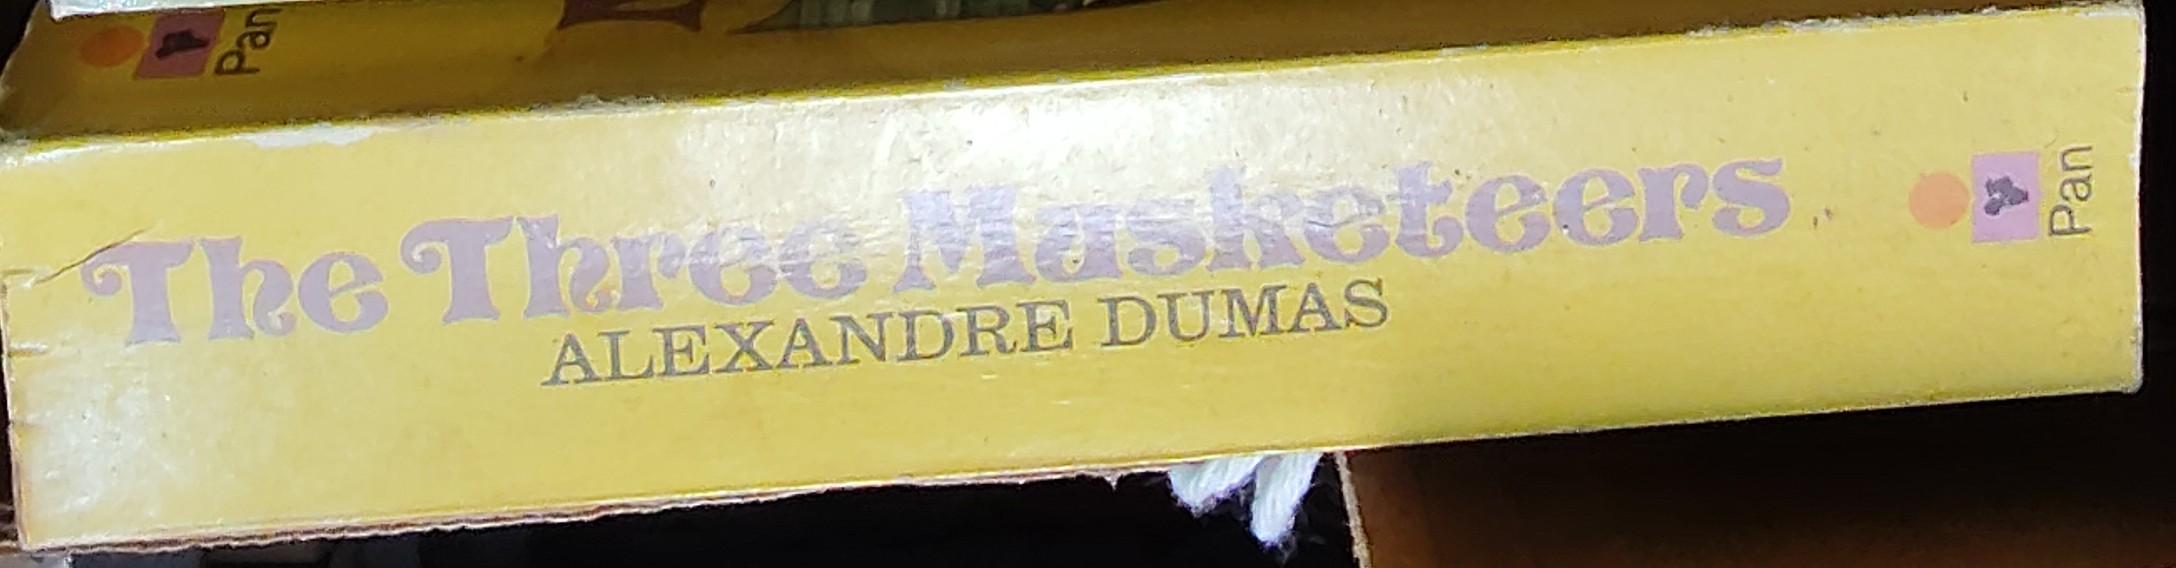 Pan
The Three Musketeers
ALEXANDRE DUMAS
Pan